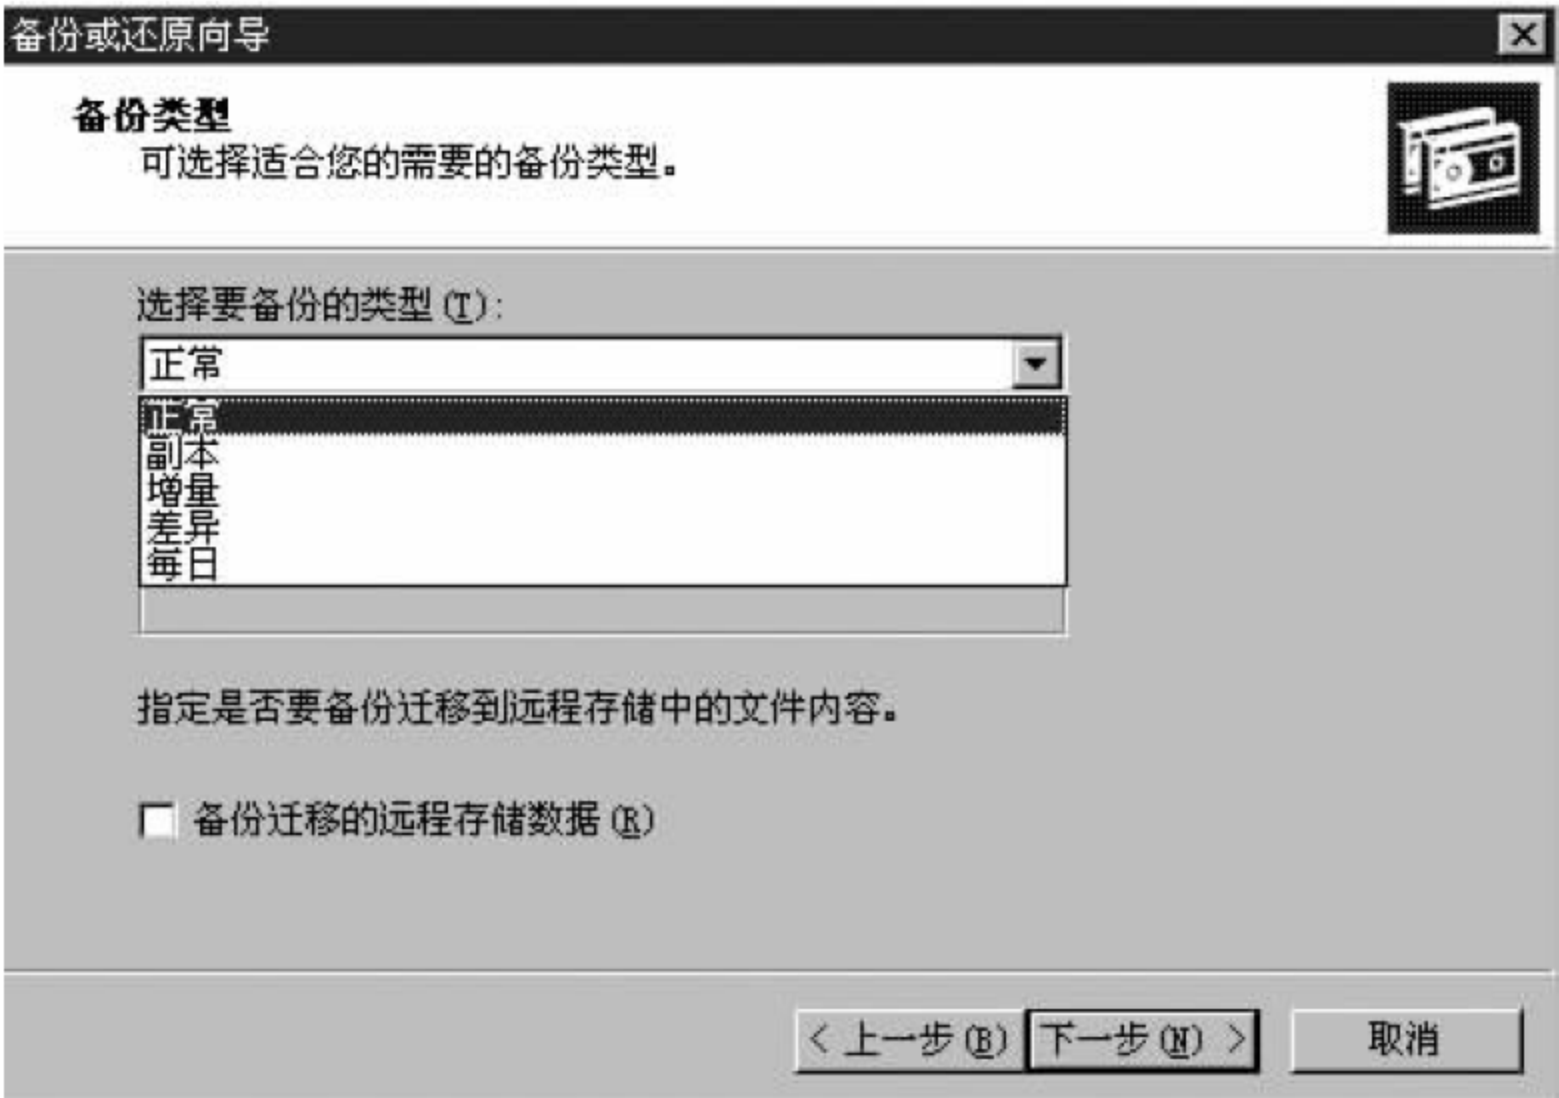 备份或还原向导
备份类型
可选择适合您的需要的备份类型。
选择要备份的类型(T):
正常
正常
副本
增量
差异
每日
指定是否要备份迁移到远程存储中的文件内容。
备份迁移的远程存储数据(R)
< 上一步(B) 下一步(N) > 取消